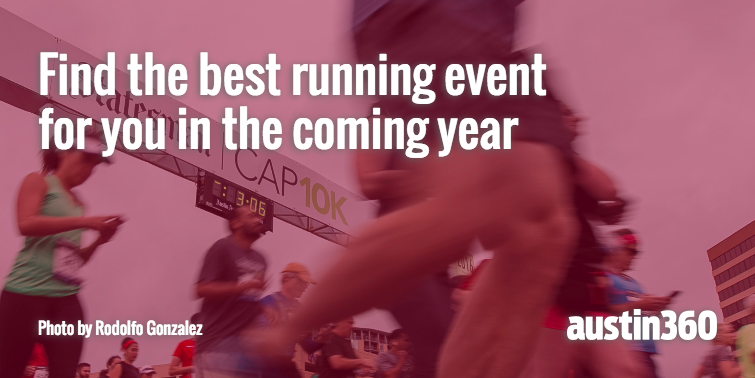 Find the best running event
for you in the coming year
Statesman | CAP10K
3:06
Photo by Rodolfo Gonzalez
austin360